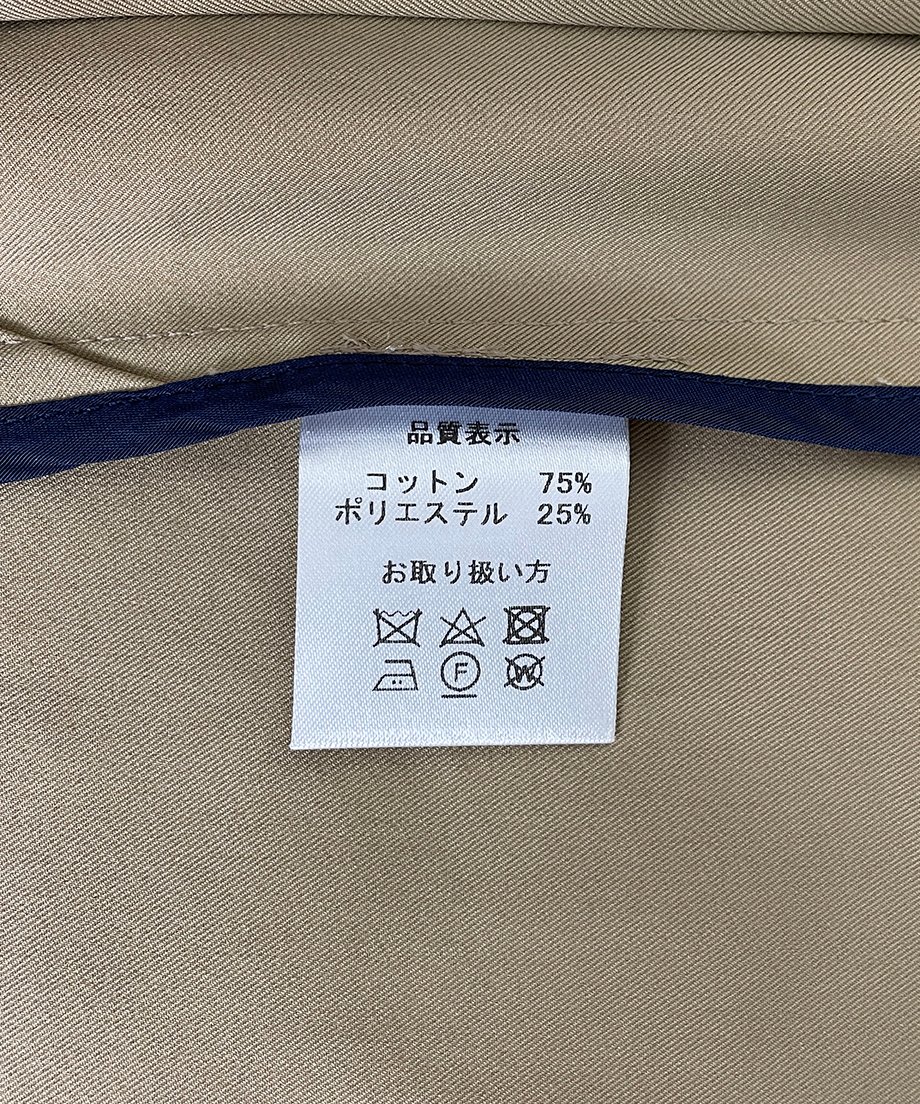 品質表示
コットン 75%
ポリエステル 25%
お取り扱い方
F W